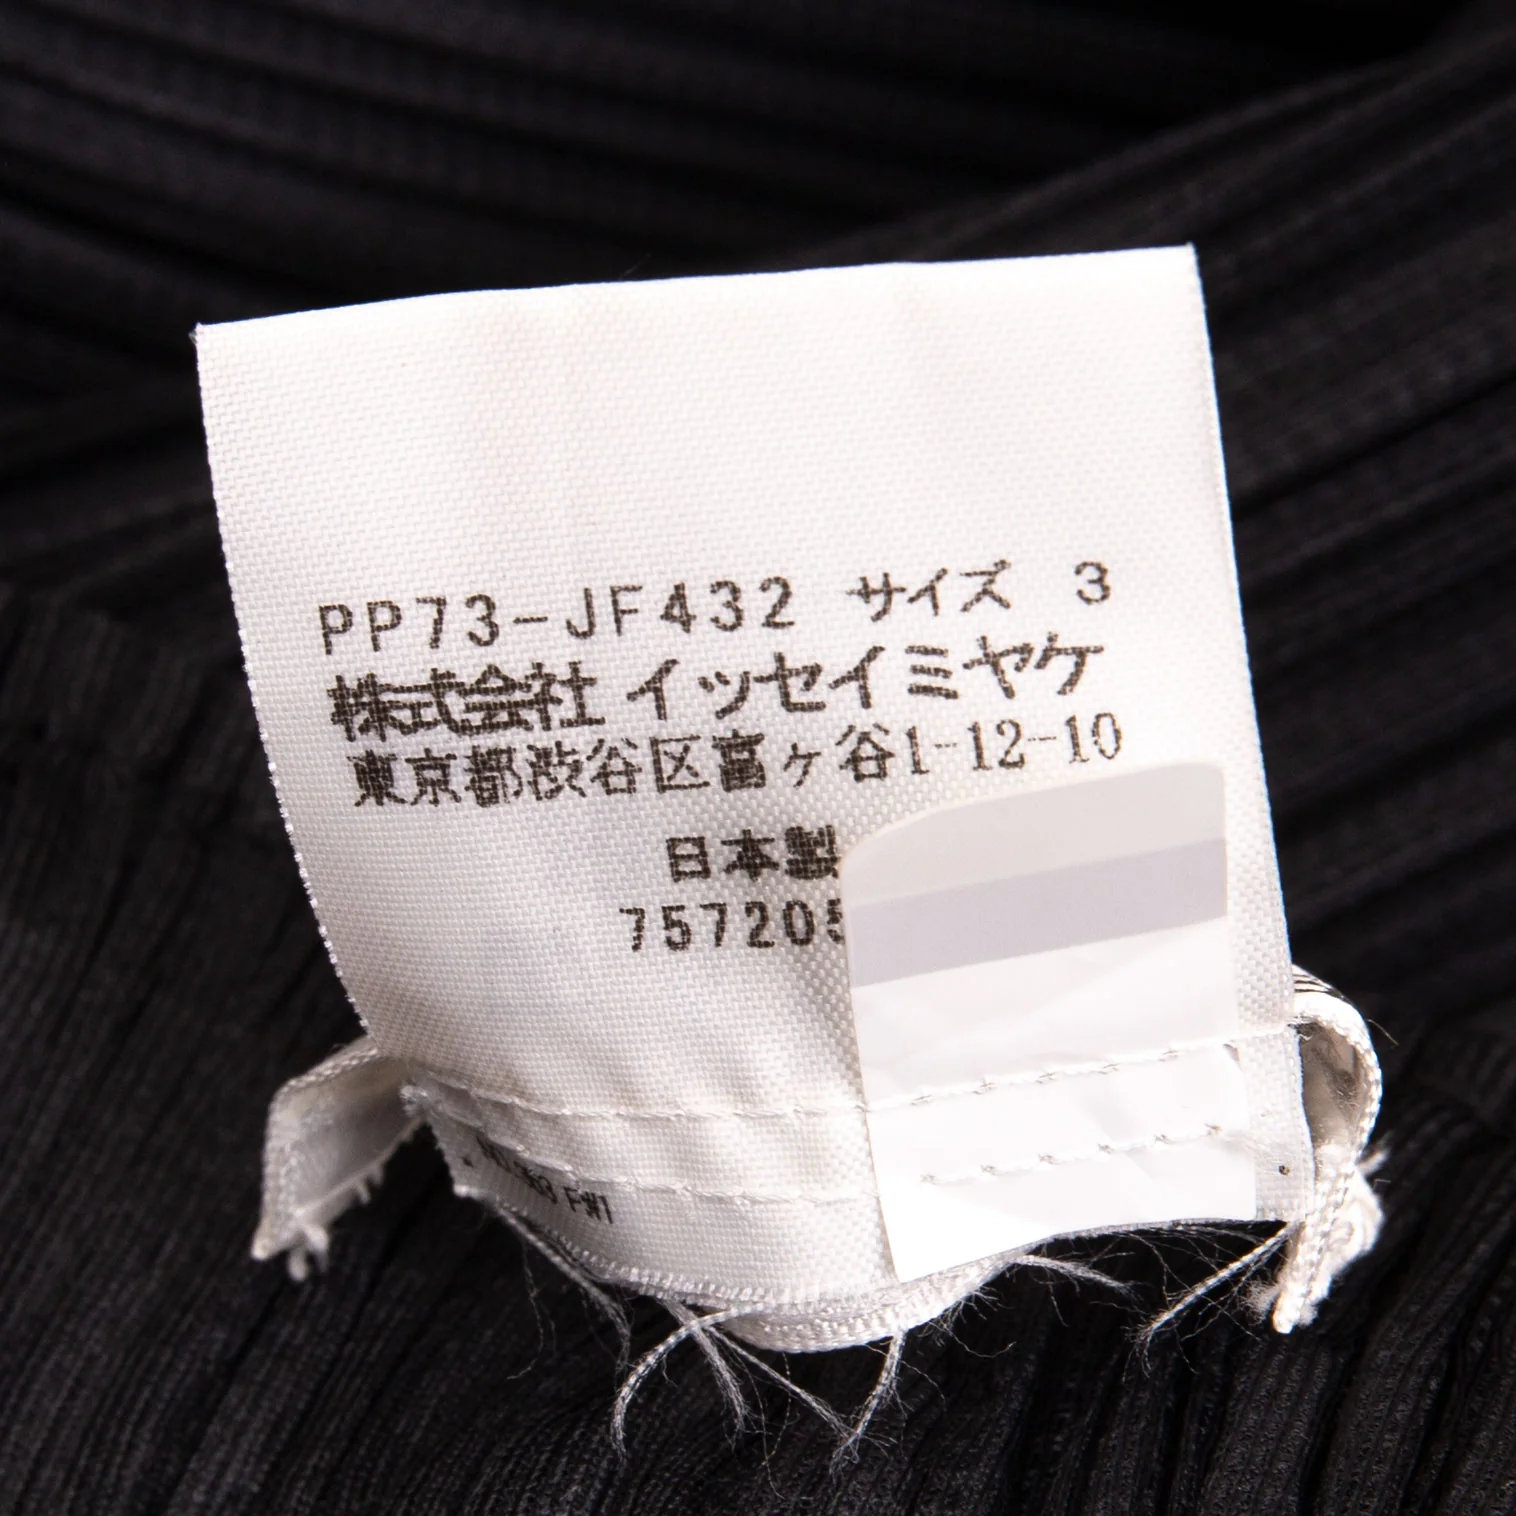 PP73-JF432 サイズ 3
株式会社 イッセイミヤケ
東京都渋谷区富ヶ谷1-12-10
日本製
757205